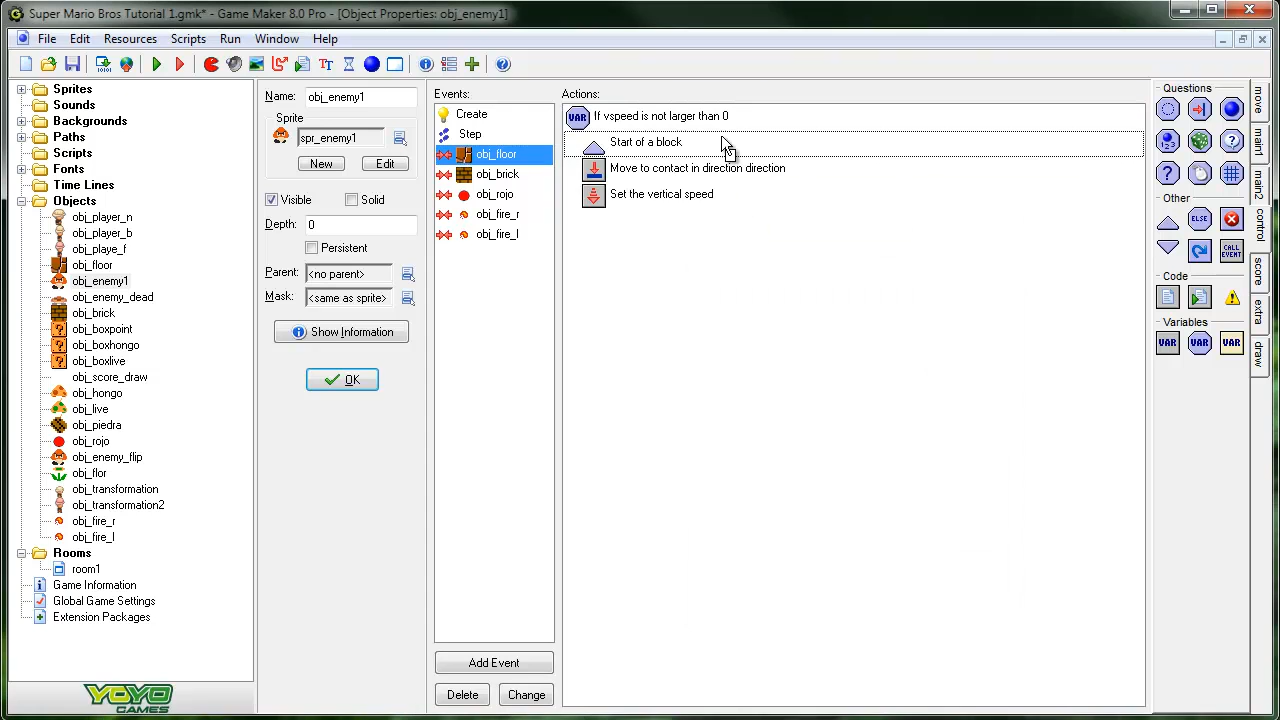 Super Mario Bros Tutorial 1.gmk* - Game Maker 8.0 Pro - [Object Properties: obj_enemy1]
File Edit Resources Scripts Run Window Help
Sprites
Sounds
Backgrounds
Paths
Scripts
Fonts
Time Lines
Objects
obj_player_n
obj_player_b
obj_playe_f
obj_floor
obj_enemy1
obj_enemy_dead
obj_brick
obj_boxpoint
obj_boxhongo
obj_boxlive
obj_score_draw
obj_hongo
obj_live
obj_piedra
obj_rojo
obj_enemy_flip
obj_flor
obj_transformation
obj_transformation2
obj_fire_r
obj_fire_l
Rooms
room1
Game Information
Global Game Settings
Extension Packages
YOYO
GAMES
Name: obj_enemy1
Sprite
spr_enemy1
New Edit
Visible Solid
Depth: 0
Persistent
Parent: <no parent>
Mask: <same as sprite>
Show Information
OK
Events:
Create
Step
obj_floor
obj_brick
obj_rojo
obj_fire_r
obj_fire_l
Add Event
Delete Change
Actions:
VAR If vspeed is not larger than 0
Start of a block
Move to contact in direction direction
Set the vertical speed
Questions
Other
ELSE
CALL
EVENT
Code
Variables
VAR VAR VAR
move
main1
main2
control
score
extra
draw